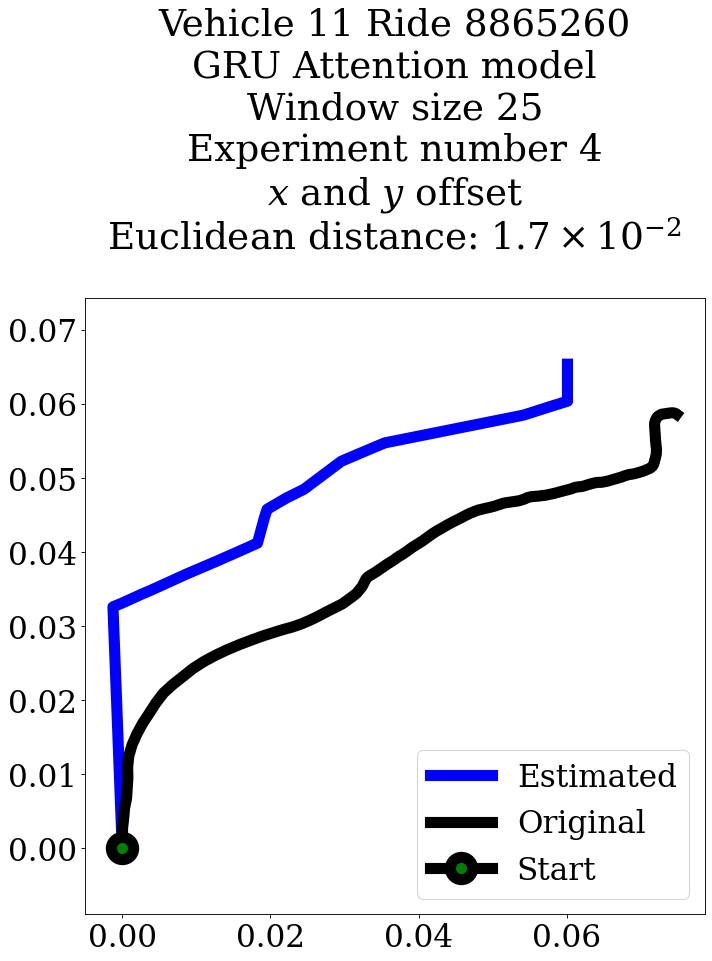 Vehicle 11 Ride 8865260
GRU Attention model
Window size 25
Experiment number 4
x and y offset
Euclidean distance: 1.7 × 10⁻²
0.07
0.06
0.05
0.04
0.03
0.02
0.01
0.00
Estimated
Original
Start
0.00 0.02 0.04 0.06